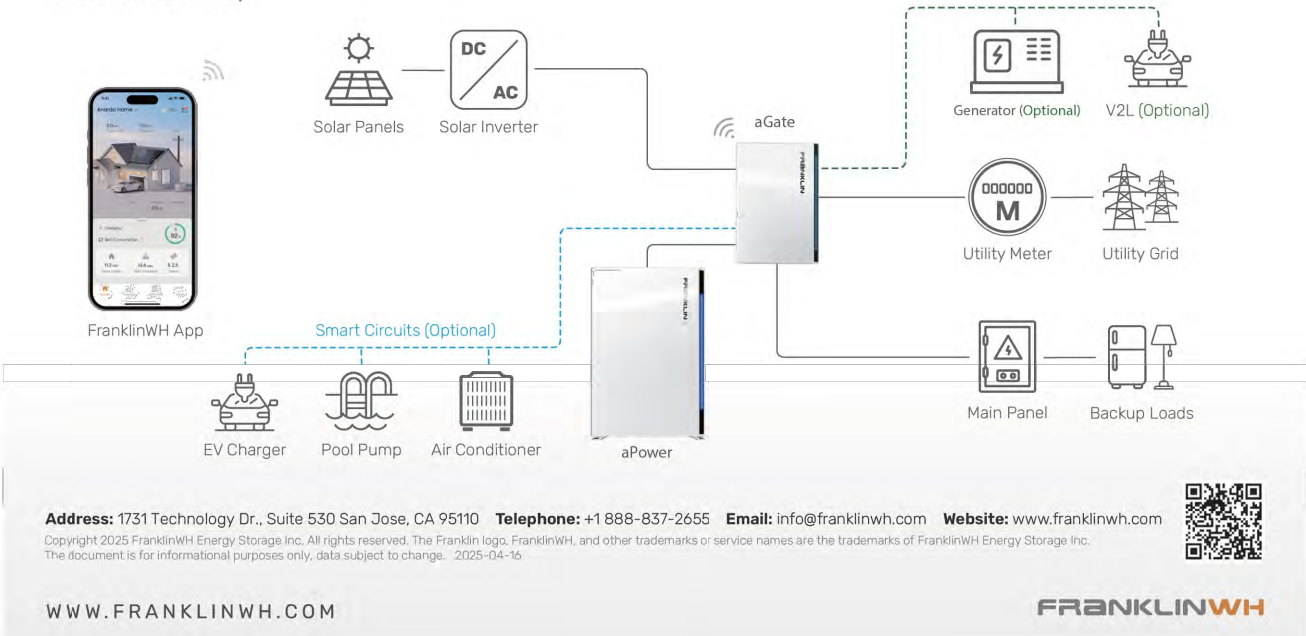 DC
AC
Solar Panels
Solar Inverter
aGate
FRANKLIN
Generator (Optional)
V2L (Optional)
M
Utility Meter
Utility Grid
FranklinWH App
Smart Circuits (Optional)
FRANKLIN
EV Charger
Pool Pump
Air Conditioner
aPower
Main Panel
Backup Loads
Address: 1731 Technology Dr., Suite 530 San Jose, CA 95110 Telephone: +1 888-837-2655 Email: info@franklinwh.com Website: www.franklinwh.com
Copyright 2025 FranklinWH Energy Storage Inc. All rights reserved. The Franklin logo, FranklinWH, and other trademarks or service names are the trademarks of FranklinWH Energy Storage Inc.
The document is for informational purposes only, data subject to change. 2025-04-16
WWW.FRANKLINWH.COM
FRANKLINWH